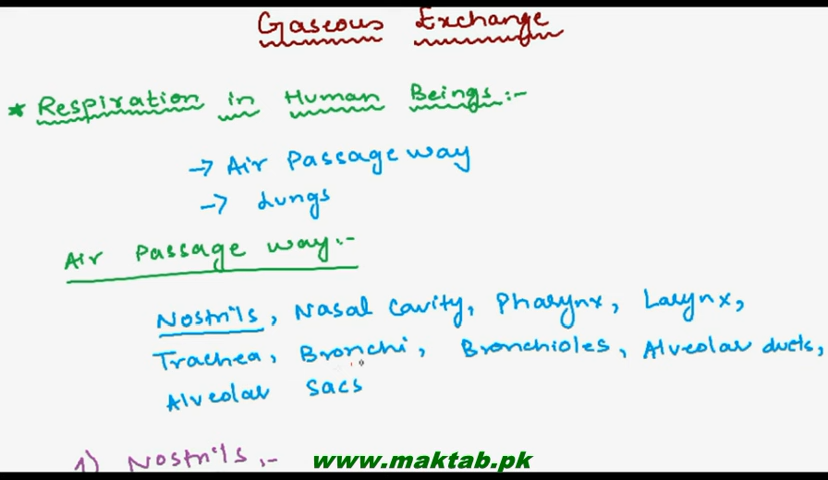 Gaseous Exchange
* Respiration in Human Beings:-
→ Air Passage way
→ Lungs
Air Passage way:-
Nostrils, Nasal Cavity, Pharynx, Larynx,
Trachea, Bronchi, Bronchioles, Alveolar ducts,
Alveolar Sacs
1) Nostrils:-
www.maktab.pk